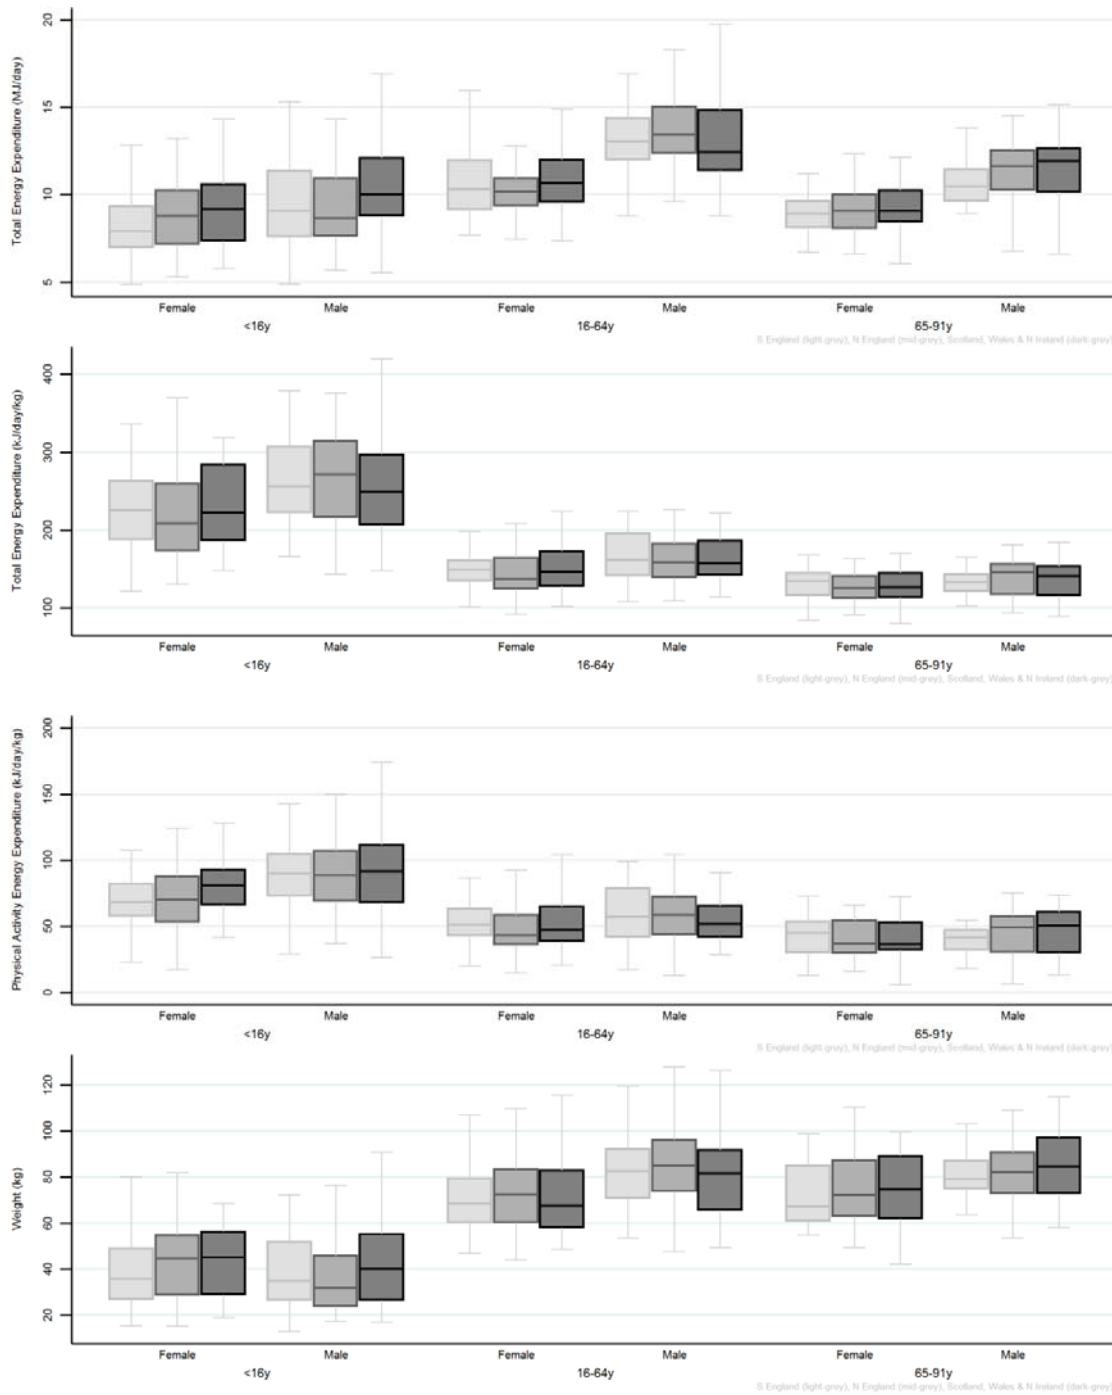 Total Energy Expenditure (MJ/day)
20
15
10
5
Female Male Female Male Female Male
<16y 16-64y 65-91y
S England (light-grey), N England (mid-grey), Scotland, Wales & N Ireland (dark-grey)
Total Energy Expenditure (kJ/day/kg)
400
300
200
100
Female Male Female Male Female Male
<16y 16-64y 65-91y
S England (light-grey), N England (mid-grey), Scotland, Wales & N Ireland (dark-grey)
Physical Activity Energy Expenditure (kJ/day/kg)
200
150
100
50
0
Female Male Female Male Female Male
<16y 16-64y 65-91y
S England (light-grey), N England (mid-grey), Scotland, Wales & N Ireland (dark-grey)
Weight (kg)
120
100
80
60
40
20
Female Male Female Male Female Male
<16y 16-64y 65-91y
S England (light-grey), N England (mid-grey), Scotland, Wales & N Ireland (dark-grey)